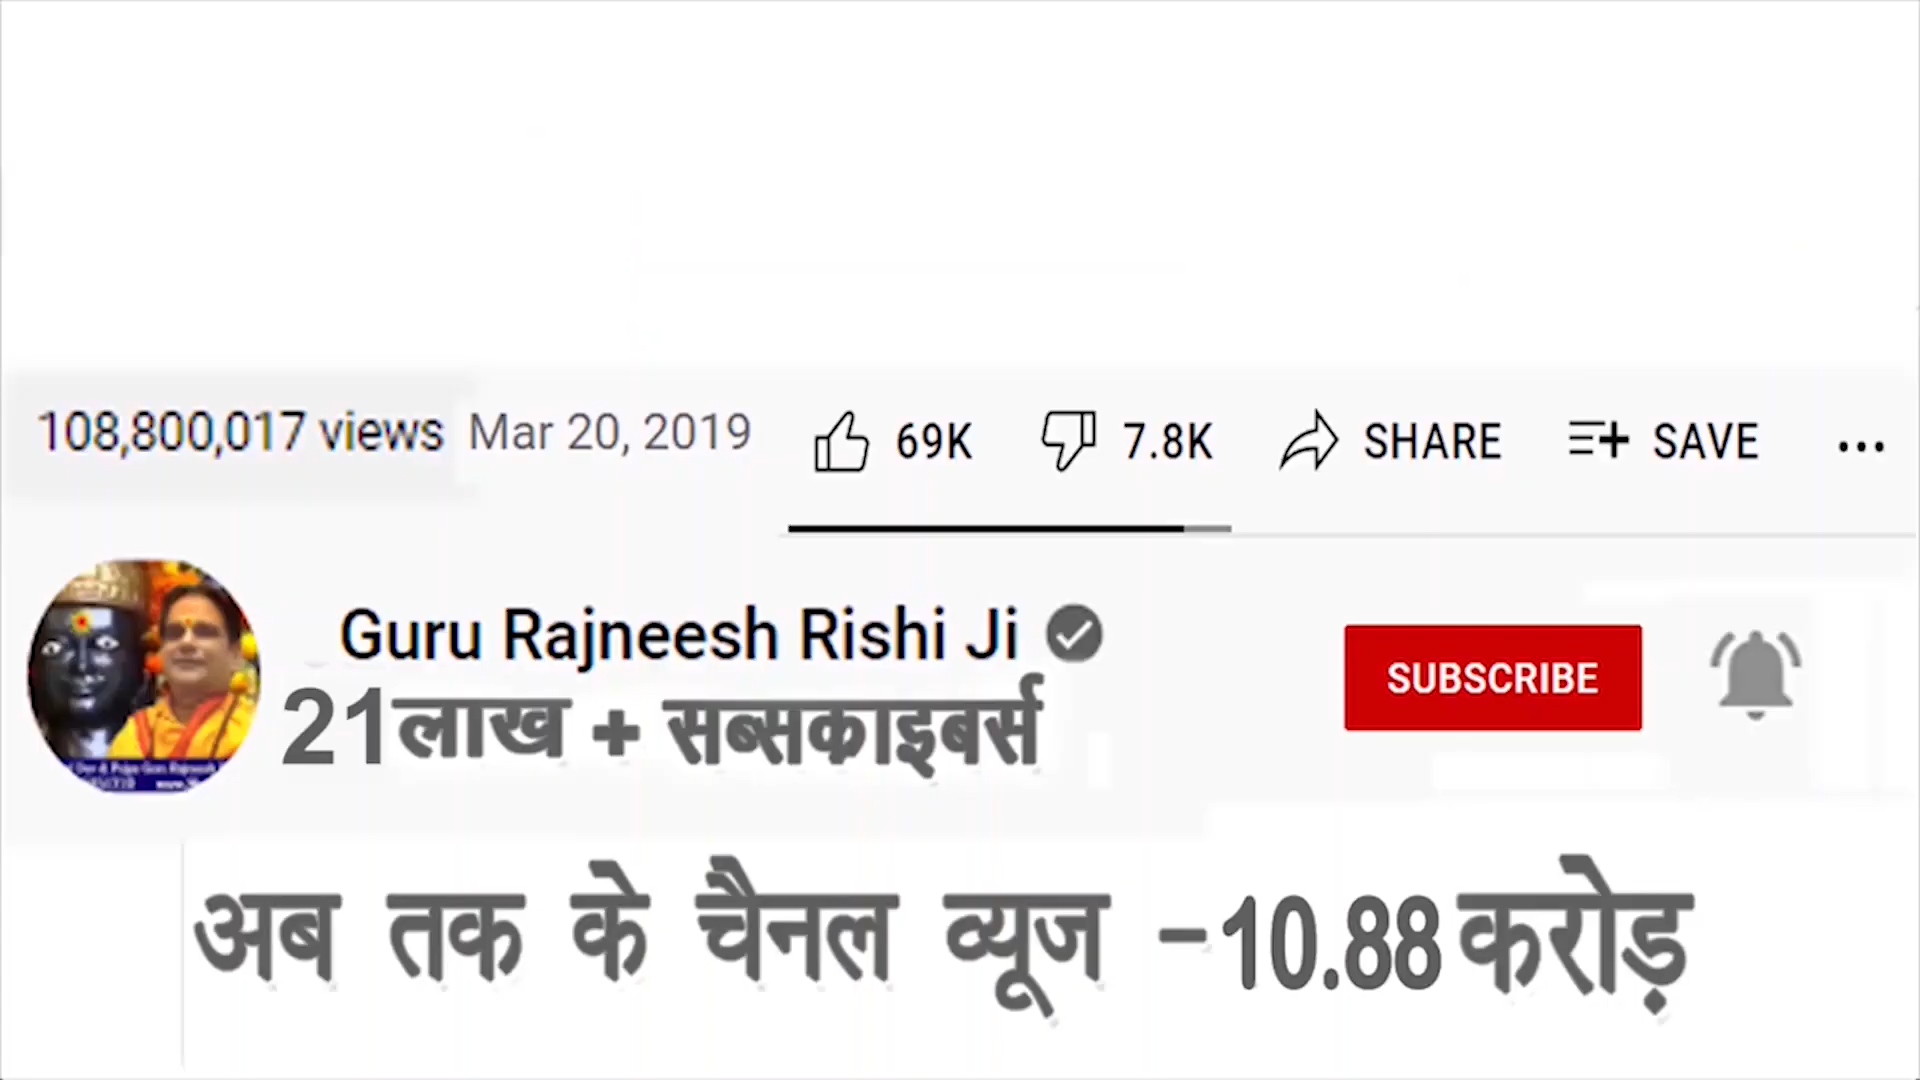 108,800,017 views Mar 20, 2019 69K 7.8K SHARE SAVE
Guru Rajneesh Rishi Ji
21लाख + सब्सकाइबर्स
SUBSCRIBE
अब तक के चैनल व्यूज -10.88 करोड़